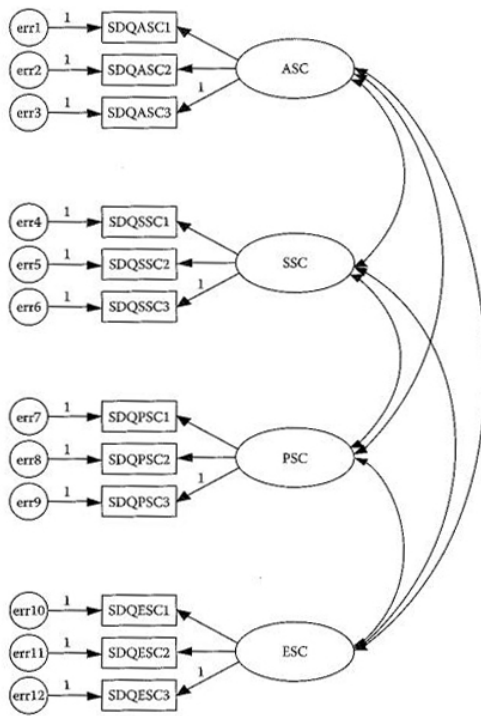 err1 1 SDQASC1
err2 1 SDQASC2 ASC
err3 1 SDQASC3 1
err4 1 SDQSSC1
err5 1 SDQSSC2 SSC
err6 1 SDQSSC3 1
err7 1 SDQPSC1
err8 1 SDQPSC2 PSC
err9 1 SDQPSC3 1
err10 1 SDQESC1
err11 1 SDQESC2 ESC
err12 1 SDQESC3 1